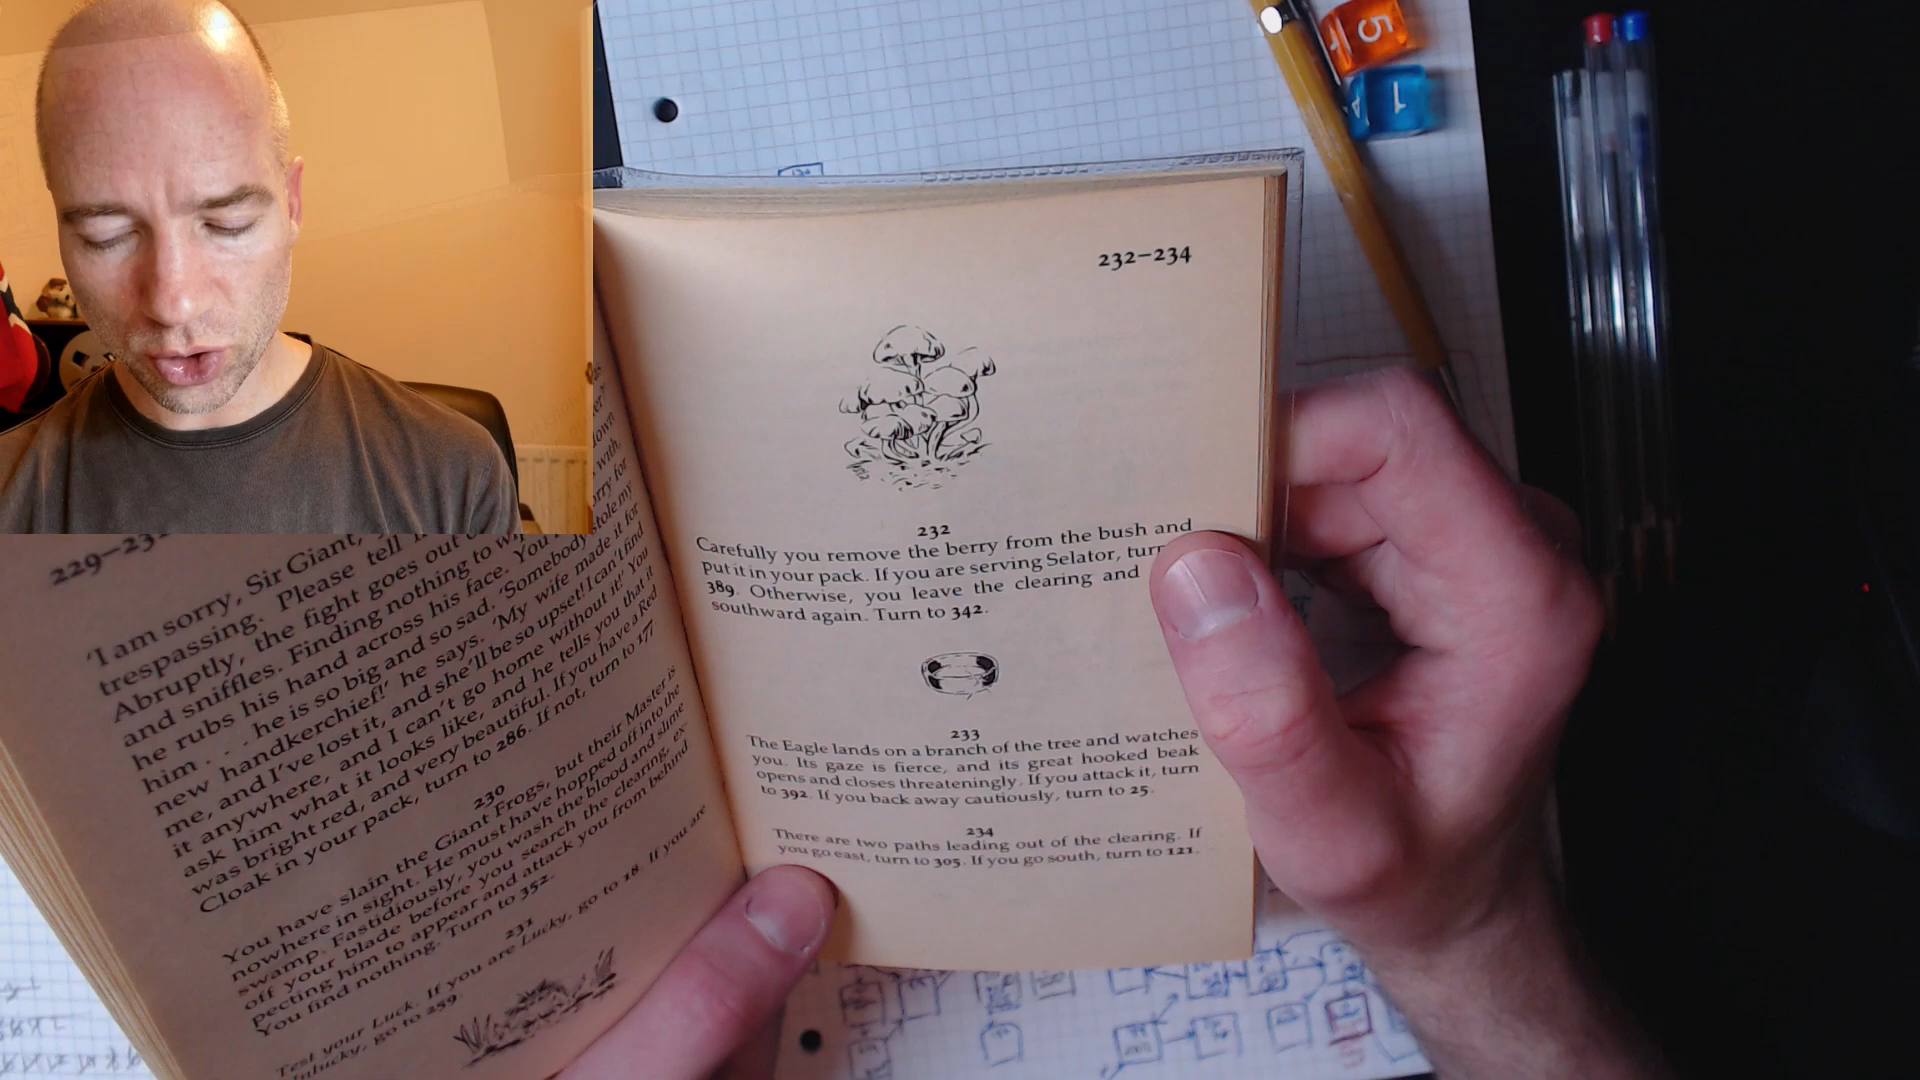 229–231
'I am sorry, Sir Giant,
trespassing. Please tell
Abruptly, the fight goes out
and sniffles. Finding nothing to
he rubs his hand across his face. 'You
him . . . he is so big and so sad. 'Somebody stole my
new handkerchief!' he says. 'My wife made it for
me, and I've lost it, and she'll be so upset! I can't find
it anywhere, and I can't go home without it!' You
ask him what it looks like, and he tells you that it
was bright red, and very beautiful. If you have a Red
Cloak in your pack, turn to 286. If not, turn to 177
230
You have slain the Giant Frogs, but their Master is
nowhere in sight. He must have hopped off into the
swamp. Fastidiously, you wash the blood and slime
off your blade before you search the clearing, ex-
pecting him to appear and attack you from behind
You find nothing. Turn to 352.
231
Test your Luck. If you are Lucky, go to 18. If you are
Unlucky, go to 259.
232–234
232
Carefully you remove the berry from the bush and
put it in your pack. If you are serving Selator, turn
389. Otherwise, you leave the clearing and
southward again. Turn to 342.
233
The Eagle lands on a branch of the tree and watches
you. Its gaze is fierce, and its great hooked beak
opens and closes threateningly. If you attack it, turn
to 392. If you back away cautiously, turn to 25.
234
There are two paths leading out of the clearing. If
you go east, turn to 305. If you go south, turn to 121.
5
1